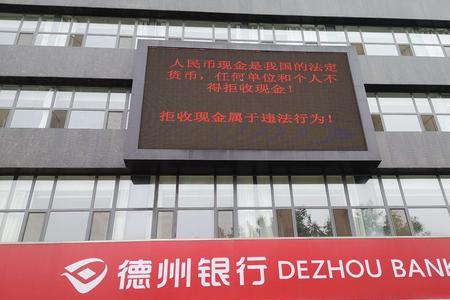 人民币现金是我国的法定
货币，任何单位和个人不
得拒收现金！
拒收现金属于违法行为！
德州银行 DEZHOU BANK